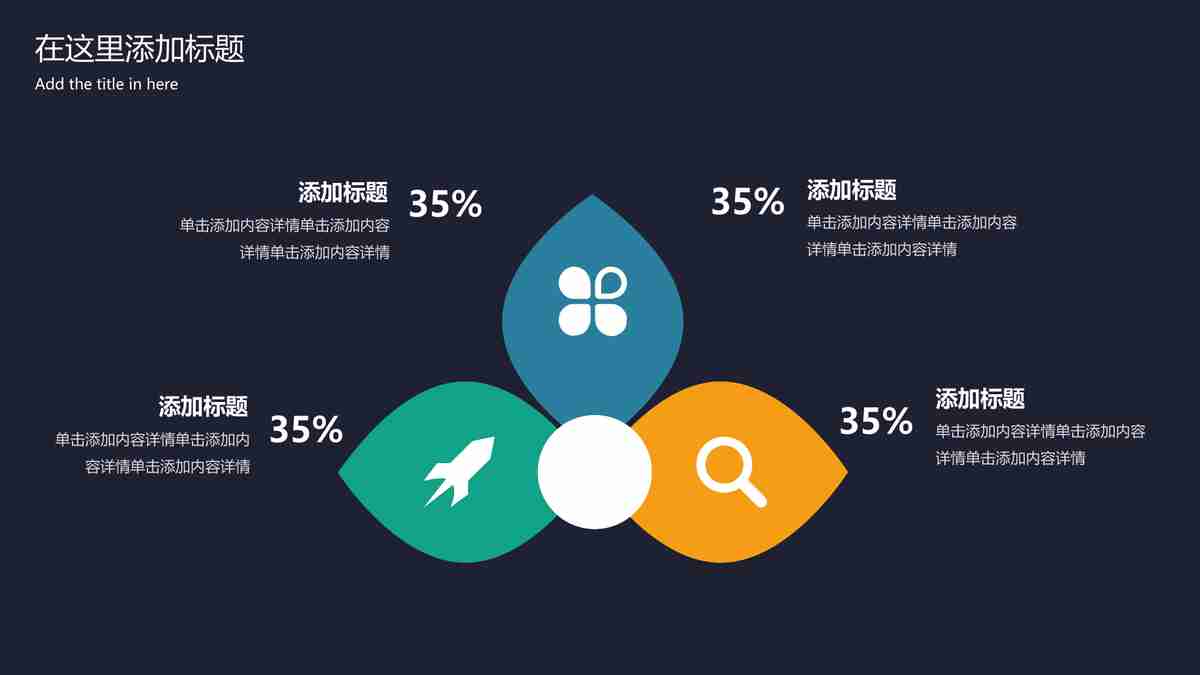 在这里添加标题
Add the title in here
添加标题
35%
单击添加内容详情单击添加内容
详情单击添加内容详情
35%
添加标题
单击添加内容详情单击添加内容
详情单击添加内容详情
添加标题
35%
单击添加内容详情单击添加内
容详情单击添加内容详情
35%
添加标题
单击添加内容详情单击添加内容
详情单击添加内容详情